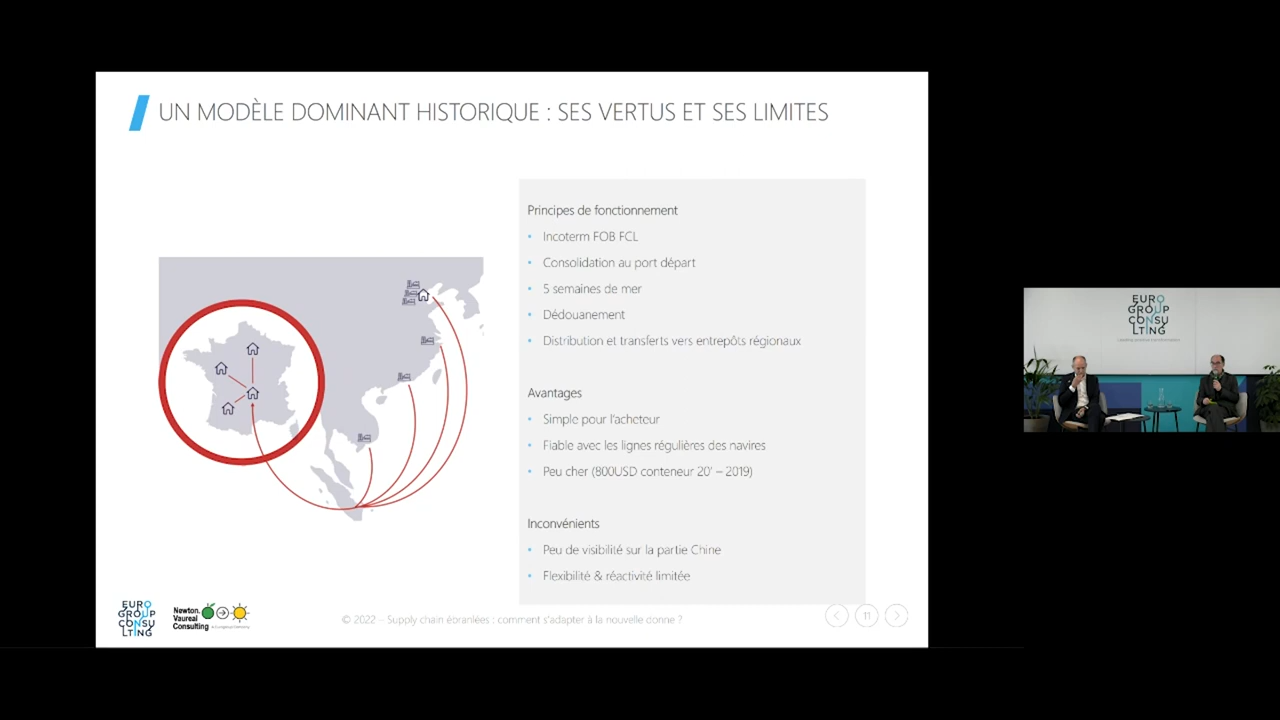 UN MODÈLE DOMINANT HISTORIQUE : SES VERTUS ET SES LIMITES
Principes de fonctionnement
• Incoterm FOB FCL
• Consolidation au port départ
• 5 semaines de mer
• Dédouanement
• Distribution et transferts vers entrepôts régionaux
Avantages
• Simple pour l'acheteur
• Fiable avec les lignes régulières des navires
• Peu cher (800USD conteneur 20' – 2019)
Inconvénients
• Peu de visibilité sur la partie Chine
• Flexibilité & réactivité limitée
EURO
GROUP
CONSU
LTING
Newton.
Vaureal
Consulting
© 2022 – Supply chain ébranlées : comment s'adapter à la nouvelle donne ?
11
EURO
GROUP
CONSU
LTING